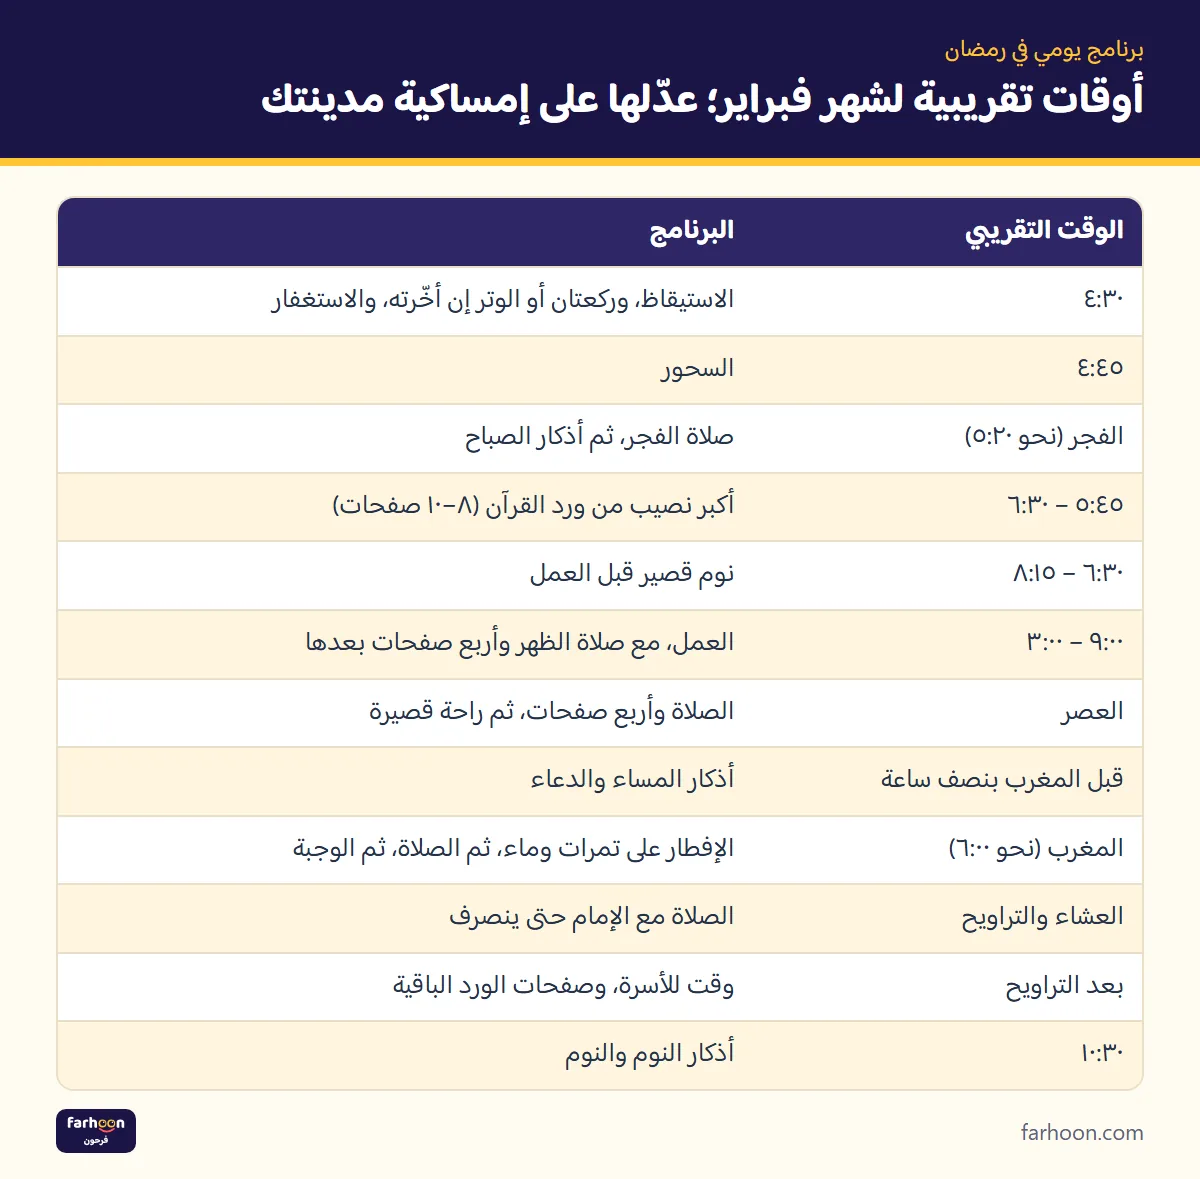 برنامج يومي في رمضان
أوقات تقريبية لشهر فبراير؛ عدّلها على إمساكية مدينتك
الوقت التقريبي البرنامج
٤:٣٠ الاستيقاظ، وركعتان أو الوتر إن أخّرته، والاستغفار
٤:٤٥ السحور
الفجر (نحو ٥:٢٠) صلاة الفجر، ثم أذكار الصباح
٥:٤٥ – ٦:٣٠ أكبر نصيب من ورد القرآن (٨–١٠ صفحات)
٦:٣٠ – ٨:١٥ نوم قصير قبل العمل
٩:٠٠ – ٣:٠٠ العمل، مع صلاة الظهر وأربع صفحات بعدها
العصر الصلاة وأربع صفحات، ثم راحة قصيرة
قبل المغرب بنصف ساعة أذكار المساء والدعاء
المغرب (نحو ٦:٠٠) الإفطار على تمرات وماء، ثم الصلاة، ثم الوجبة
العشاء والتراويح الصلاة مع الإمام حتى ينصرف
بعد التراويح وقت للأسرة، وصفحات الورد الباقية
١٠:٣٠ أذكار النوم والنوم
farhoon.com
farhoon
فرحون